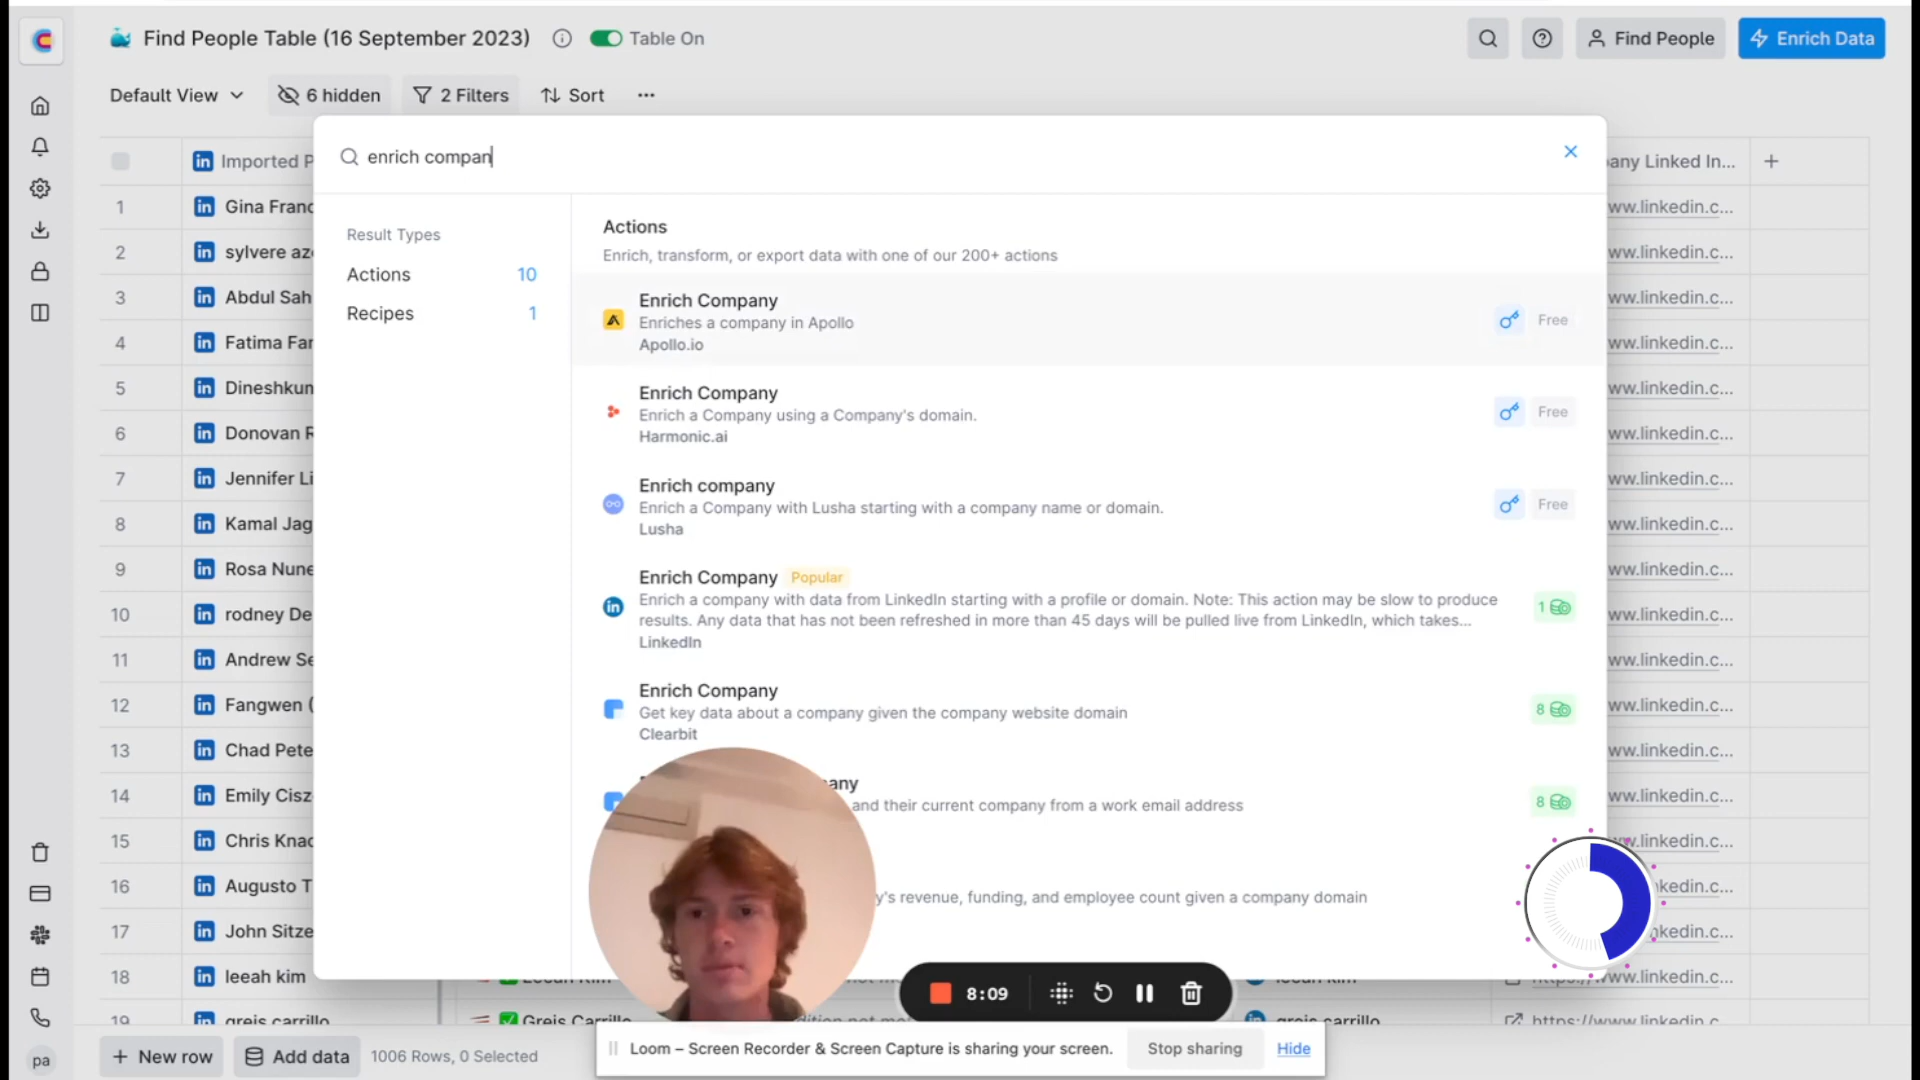 Find People Table (16 September 2023)
Table On
Find People
Enrich Data
Default View
6 hidden
2 Filters
Sort
enrich compan
Imported P
any Linked In...
1 Gina Franc ww.linkedin.c...
2 sylvere az ww.linkedin.c...
3 Abdul Sah ww.linkedin.c...
4 Fatima Far ww.linkedin.c...
5 Dineshkum ww.linkedin.c...
6 Donovan R ww.linkedin.c...
7 Jennifer Li ww.linkedin.c...
8 Kamal Jag ww.linkedin.c...
9 Rosa Nune ww.linkedin.c...
10 rodney De ww.linkedin.c...
11 Andrew Se ww.linkedin.c...
12 Fangwen ( ww.linkedin.c...
13 Chad Pete ww.linkedin.c...
14 Emily Cisz ww.linkedin.c...
15 Chris Knac w.linkedin.c...
16 Augusto T kedin.c...
17 John Sitze kedin.c...
18 leeah kim Leeah Kim leeah kim https://www.linkedin.c...
19 greis carrillo Greis Carrillo dition not me greis carrillo https://www.linkedin.c
Result Types
Actions 10
Recipes 1
Actions
Enrich, transform, or export data with one of our 200+ actions
Enrich Company
Enriches a company in Apollo
Apollo.io
Free
Enrich Company
Enrich a Company using a Company's domain.
Harmonic.ai
Free
Enrich company
Enrich a Company with Lusha starting with a company name or domain.
Lusha
Free
Enrich Company Popular
Enrich a company with data from LinkedIn starting with a profile or domain. Note: This action may be slow to produce
results. Any data that has not been refreshed in more than 45 days will be pulled live from LinkedIn, which takes...
LinkedIn
1
Enrich Company
Get key data about a company given the company website domain
Clearbit
8
any
and their current company from a work email address
8
y's revenue, funding, and employee count given a company domain
8:09
pa
New row
Add data
1006 Rows, 0 Selected
Loom – Screen Recorder & Screen Capture is sharing your screen.
Stop sharing
Hide